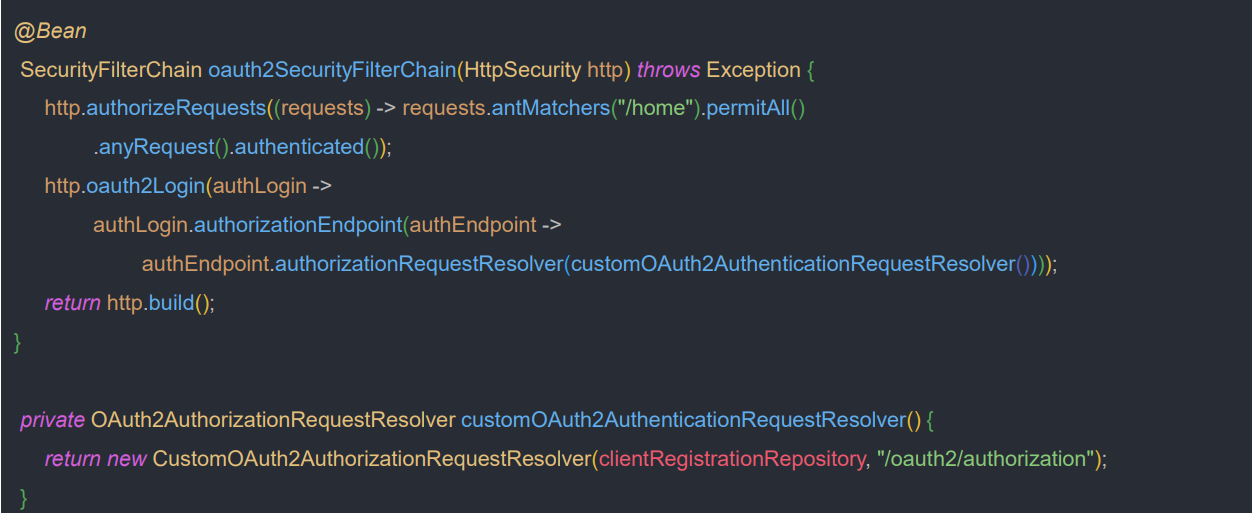 @Bean
SecurityFilterChain oauth2SecurityFilterChain(HttpSecurity http) throws Exception {
http.authorizeRequests((requests) -> requests.antMatchers("/home").permitAll()
.anyRequest().authenticated());
http.oauth2Login(authLogin ->
authLogin.authorizationEndpoint(authEndpoint ->
authEndpoint.authorizationRequestResolver(customOAuth2AuthenticationRequestResolver())));
return http.build();
}
private OAuth2AuthorizationRequestResolver customOAuth2AuthenticationRequestResolver() {
return new CustomOAuth2AuthorizationRequestResolver(clientRegistrationRepository, "/oauth2/authorization");
}